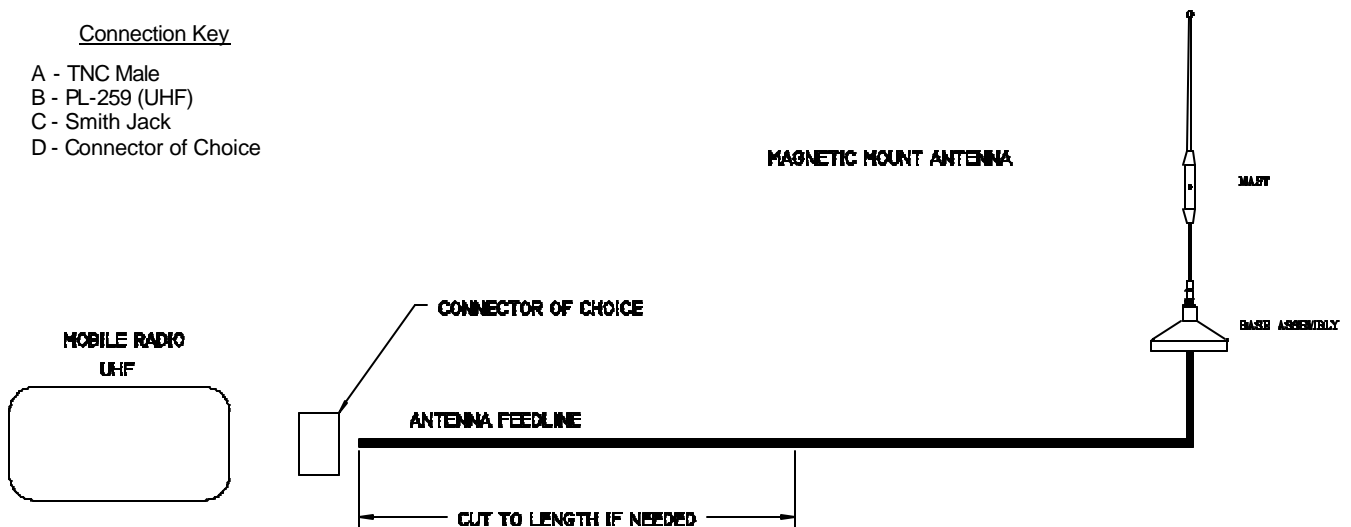 Connection Key
A - TNC Male
B - PL-259 (UHF)
C - Smith Jack
D - Connector of Choice
MAGNETIC MOUNT ANTENNA
MAST
CONNECTOR OF CHOICE
BASE ASSEMBLY
MOBILE RADIO
UHF
ANTENNA FEEDLINE
CUT TO LENGTH IF NEEDED